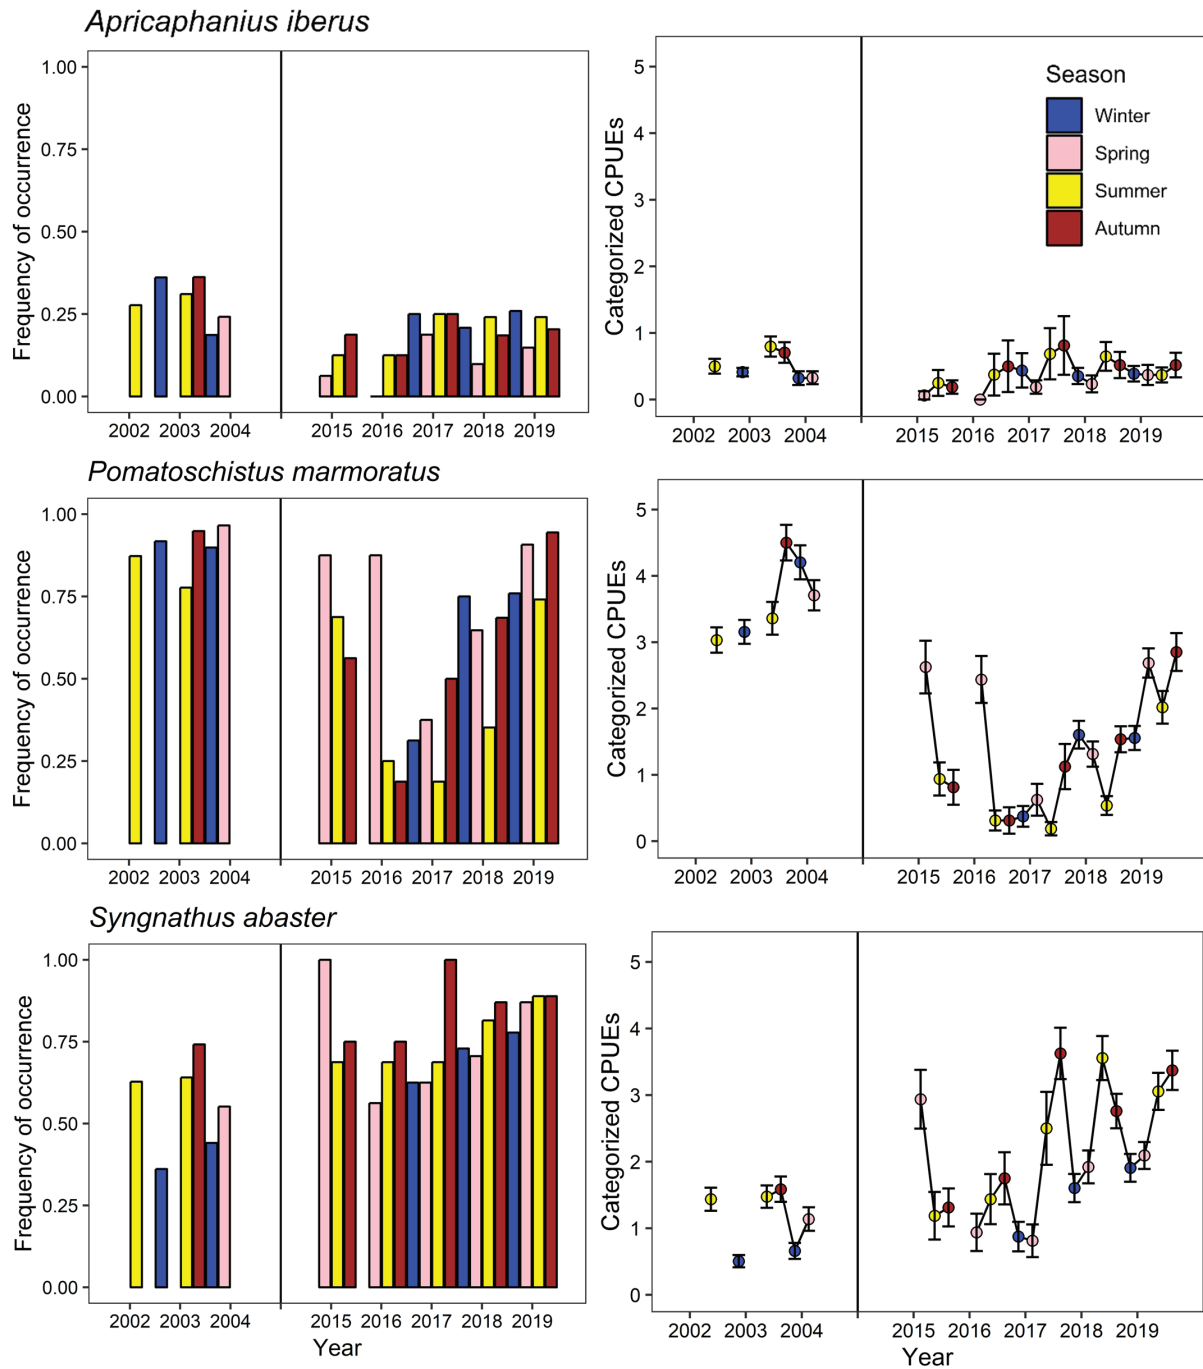 Apricaphanius iberus
Frequency of occurrence
1.00
0.75
0.50
0.25
0.00
2002 2003 2004 2015 2016 2017 2018 2019
Categorized CPUEs
5
4
3
2
1
0
2002 2003 2004 2015 2016 2017 2018 2019
Season
Winter
Spring
Summer
Autumn
Pomatoschistus marmoratus
Frequency of occurrence
1.00
0.75
0.50
0.25
0.00
2002 2003 2004 2015 2016 2017 2018 2019
Categorized CPUEs
5
4
3
2
1
0
2002 2003 2004 2015 2016 2017 2018 2019
Syngnathus abaster
Frequency of occurrence
1.00
0.75
0.50
0.25
0.00
2002 2003 2004 2015 2016 2017 2018 2019
Year
Categorized CPUEs
5
4
3
2
1
0
2002 2003 2004 2015 2016 2017 2018 2019
Year